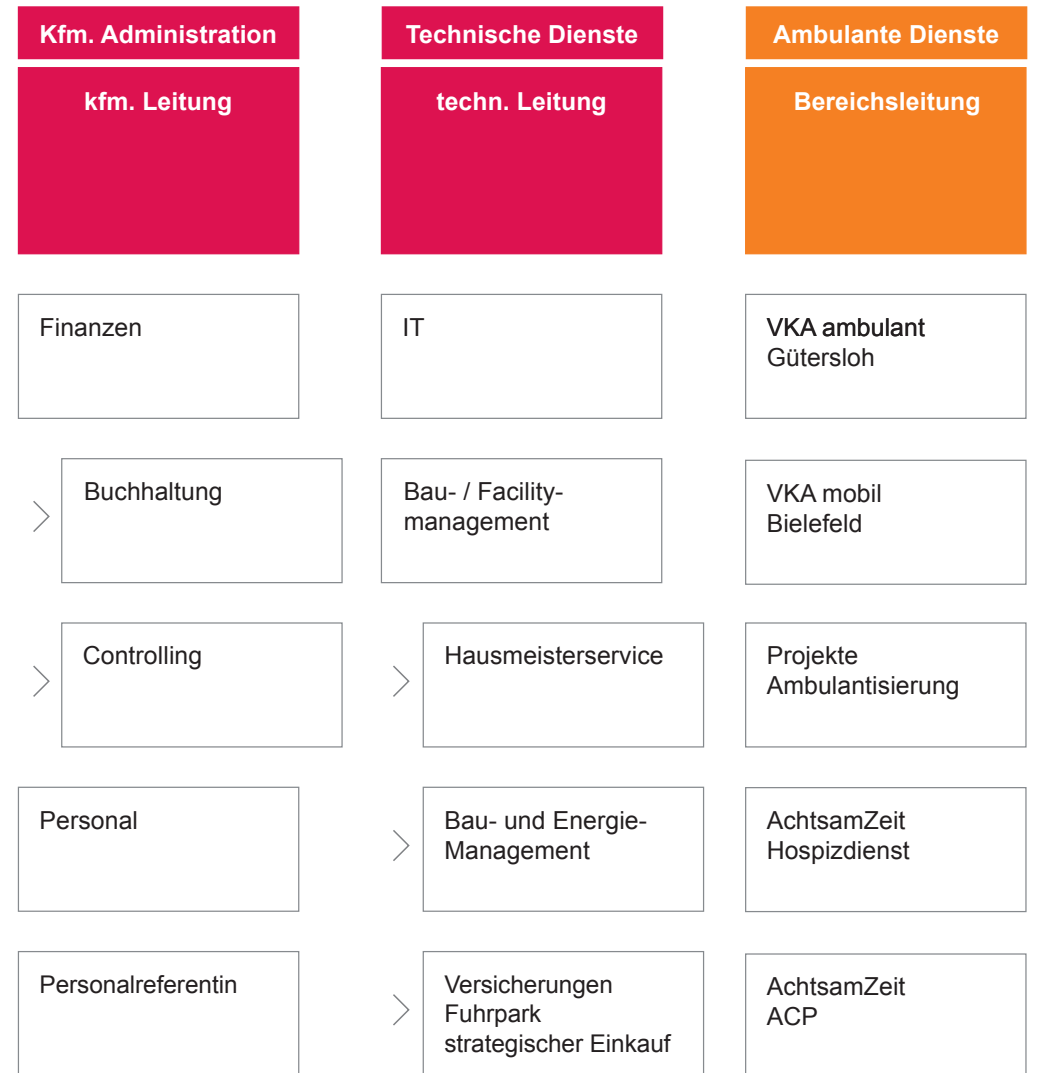 Kfm. Administration
kfm. Leitung
Finanzen
Buchhaltung
Controlling
Personal
Personalreferentin
Technische Dienste
techn. Leitung
IT
Bau- / Facility-
management
Hausmeisterservice
Bau- und Energie-
Management
Versicherungen
Fuhrpark
strategischer Einkauf
Ambulante Dienste
Bereichsleitung
VKA ambulant
Gütersloh
VKA mobil
Bielefeld
Projekte
Ambulantisierung
AchtsamZeit
Hospizdienst
AchtsamZeit
ACP